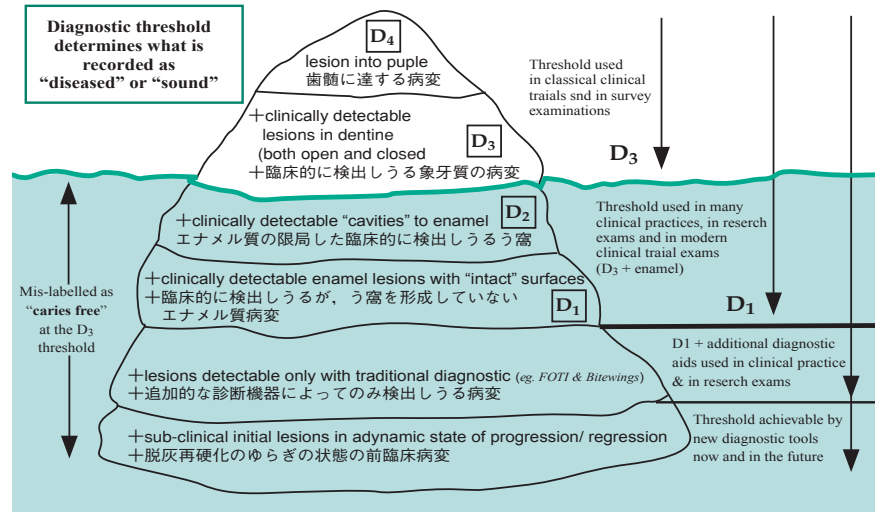 Diagnostic threshold
determines what is
recorded as
“diseased” or “sound”
D4
lesion into puple
歯髄に達する病変
+clinically detectable
lesions in dentine
(both open and closed
D3
+臨床的に検出しうる象牙質の病変
Threshold used
in classical clinical
traials snd in survey
examinations
D3
+clinically detectable “cavities” to enamel
D2
エナメル質の限局した臨床的に検出しうるう窩
+clinically detectable enamel lesions with “intact” surfaces
+臨床的に検出しうるが，う窩を形成していない
エナメル質病変
D1
Threshold used in many
clinical practices, in reserch
exams and in modern
clinical traial exams
(D3 + enamel)
D1
Mis-labelled as
“caries free”
at the D3
threshold
+lesions detectable only with traditional diagnostic (eg. FOTI & Bitewings)
+追加的な診断機器によってのみ検出しうる病変
D1 + additional diagnostic
aids used in clinical practice
& in reserch exams
+sub-clinical initial lesions in adynamic state of progression/ regression
+脱灰再硬化のゆらぎの状態の前臨床病変
Threshold achievable by
new diagnostic tools
now and in the future